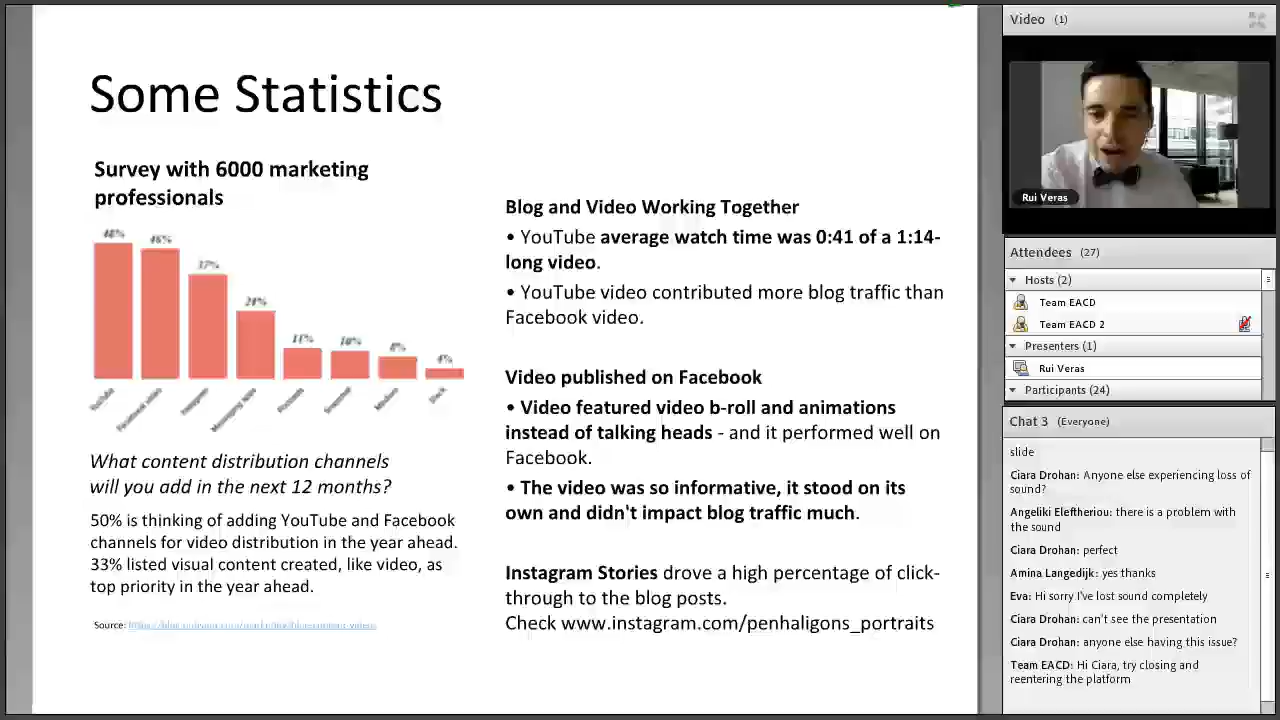 Some Statistics
Survey with 6000 marketing
professionals
48%
46%
37%
24%
11%
10%
8%
4%
YouTube
Facebook video
Instagram
Messaging apps
Podcasts
Snapchat
Medium
Slack
What content distribution channels
will you add in the next 12 months?
50% is thinking of adding YouTube and Facebook
channels for video distribution in the year ahead.
33% listed visual content created, like video, as
top priority in the year ahead.
Source:
Blog and Video Working Together
• YouTube average watch time was 0:41 of a 1:14-
long video.
• YouTube video contributed more blog traffic than
Facebook video.
Video published on Facebook
• Video featured video b-roll and animations
instead of talking heads - and it performed well on
Facebook.
• The video was so informative, it stood on its
own and didn't impact blog traffic much.
Instagram Stories drove a high percentage of click-
through to the blog posts.
Check www.instagram.com/penhaligons_portraits
Video (1)
Rui Veras
Attendees (27)
Hosts (2)
Team EACD
Team EACD 2
Presenters (1)
Rui Veras
Participants (24)
Chat 3 (Everyone)
slide
Ciara Drohan: Anyone else experiencing loss of
sound?
Angeliki Eleftheriou: there is a problem with
the sound
Ciara Drohan: perfect
Amina Langedijk: yes thanks
Eva: Hi sorry I've lost sound completely
Ciara Drohan: can't see the presentation
Ciara Drohan: anyone else having this issue?
Team EACD: Hi Ciara, try closing and
reentering the platform